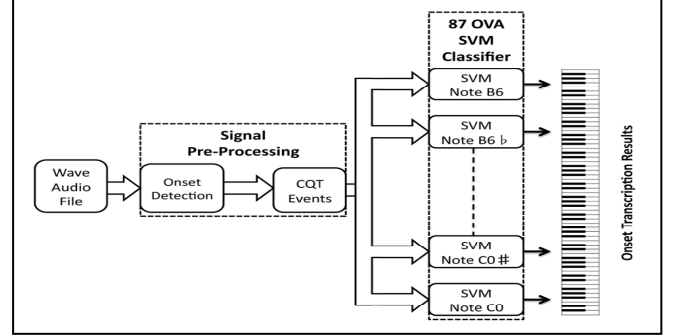 87 OVA
SVM
Classifier
SVM
Note B6
Signal
Pre-Processing
SVM
Note B6 ♭
Wave
Audio
File
Onset
Detection
CQT
Events
SVM
Note C0 #
SVM
Note C0
Onset Transcription Results